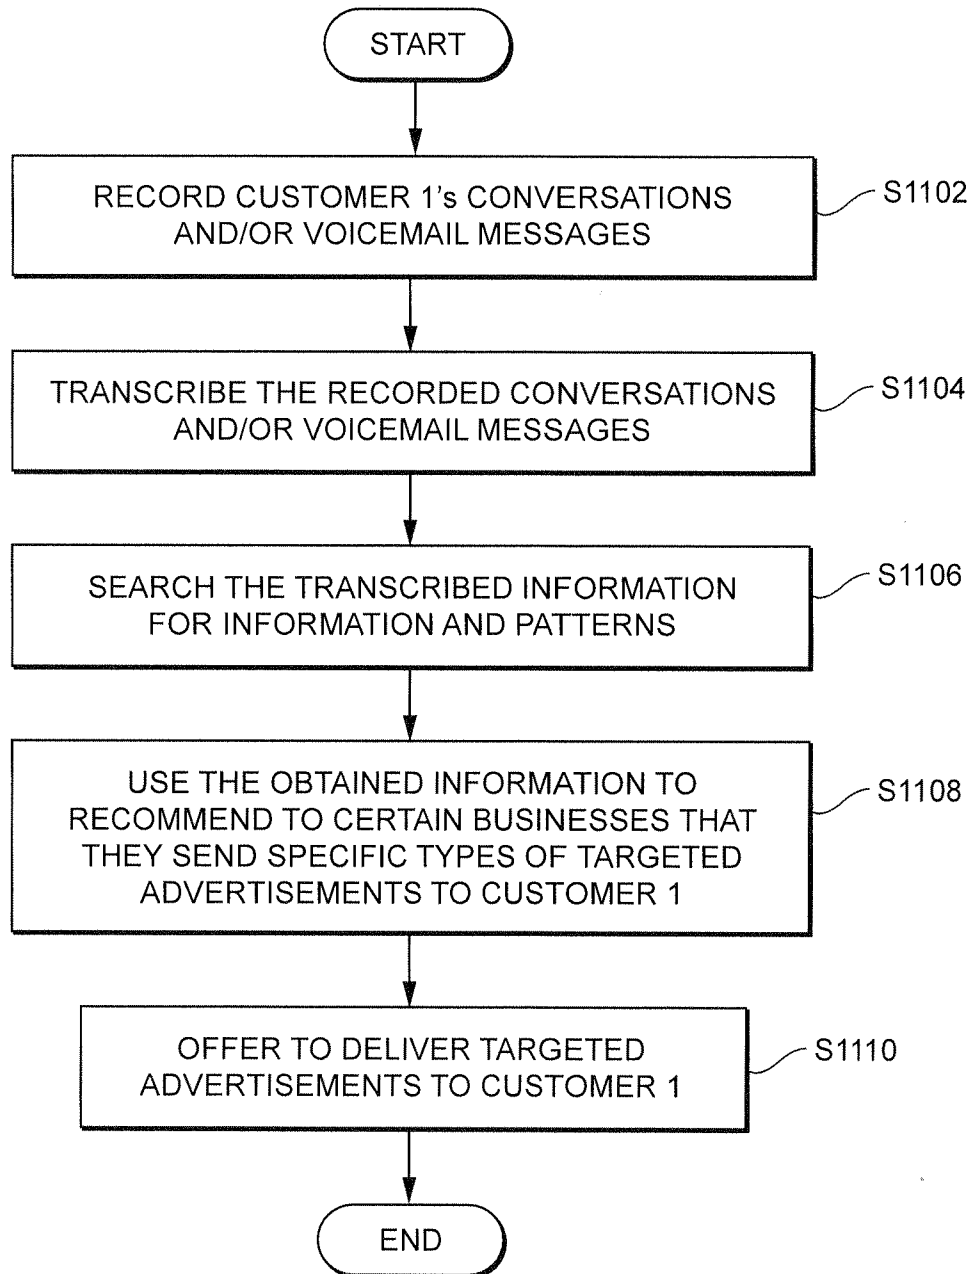 START
RECORD CUSTOMER 1's CONVERSATIONS
AND/OR VOICEMAIL MESSAGES
S1102
TRANSCRIBE THE RECORDED CONVERSATIONS
AND/OR VOICEMAIL MESSAGES
S1104
SEARCH THE TRANSCRIBED INFORMATION
FOR INFORMATION AND PATTERNS
S1106
USE THE OBTAINED INFORMATION TO
RECOMMEND TO CERTAIN BUSINESSES THAT
THEY SEND SPECIFIC TYPES OF TARGETED
ADVERTISEMENTS TO CUSTOMER 1
S1108
OFFER TO DELIVER TARGETED
ADVERTISEMENTS TO CUSTOMER 1
S1110
END